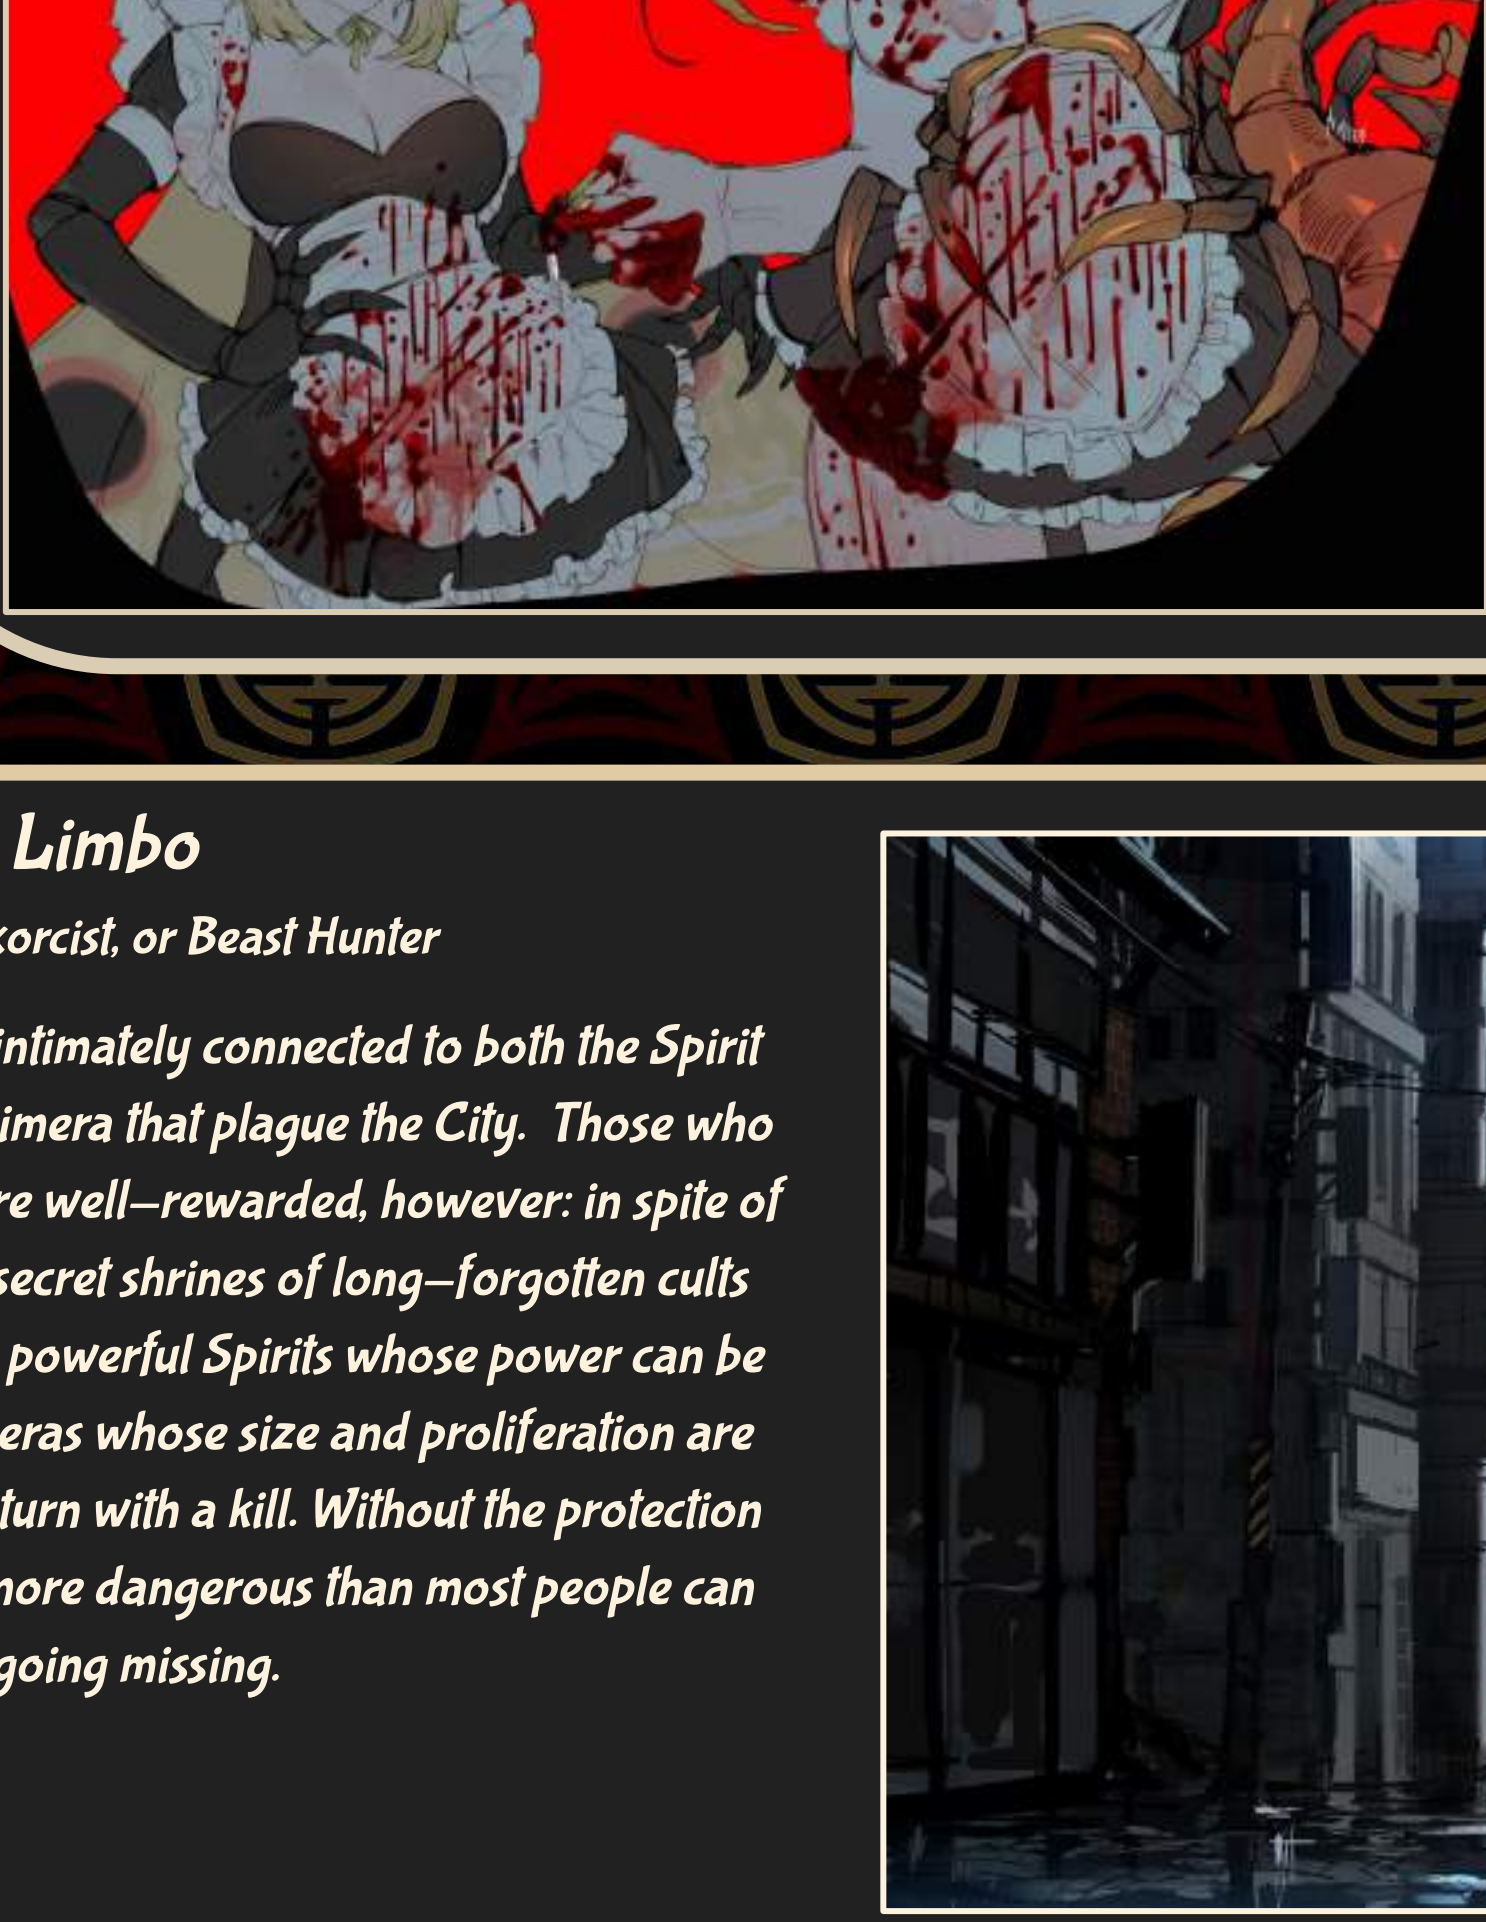 Limbo
xorcist, or Beast Hunter
intimately connected to both the Spirit
imera that plague the City. Those who
re well—rewarded, however: in spite of
secret shrines of long—forgotten cults
powerful Spirits whose power can be
eras whose size and proliferation are
turn with a kill. Without the protection
more dangerous than most people can
going missing.